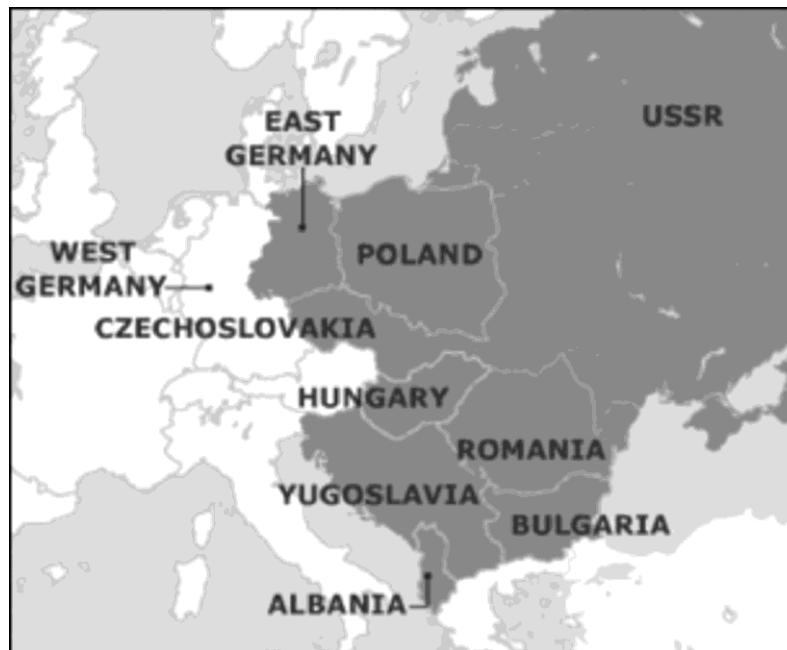 USSR
EAST
GERMANY
POLAND
WEST
GERMANY
CZECHOSLOVAKIA
HUNGARY
ROMANIA
YUGOSLAVIA
BULGARIA
ALBANIA